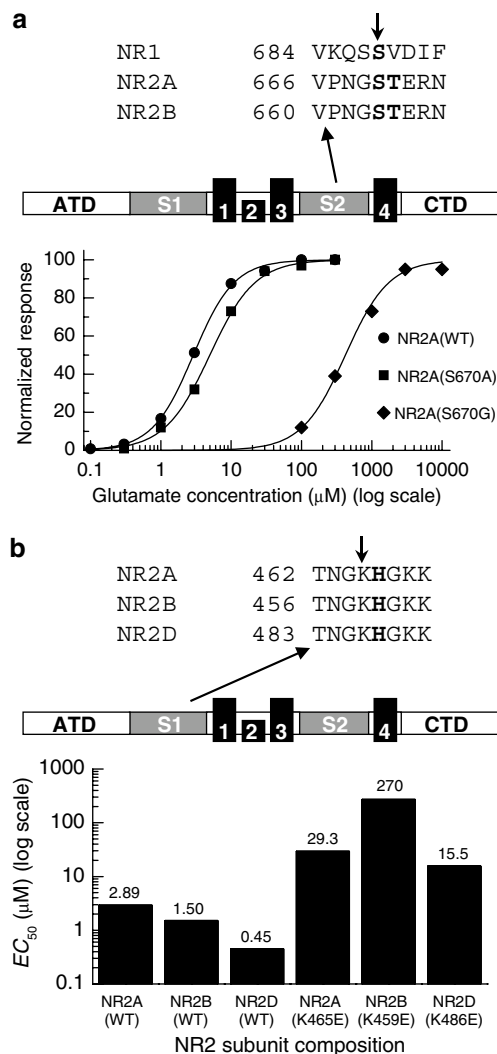 a
NR1 684 VKQSSVDIF
NR2A 666 VPNGSTERN
NR2B 660 VPNGSTERN
ATD S1 1 2 3 S2 4 CTD
Normalized response
100
80
60
40
20
0
NR2A(WT)
NR2A(S670A)
NR2A(S670G)
0.1 1 10 100 1000 10000
Glutamate concentration (μM) (log scale)
b
NR2A 462 TNGKHGKK
NR2B 456 TNGKHGKK
NR2D 483 TNGKHGKK
ATD S1 1 2 3 S2 4 CTD
EC50 (μM) (log scale)
1000
100
10
1
0.1
2.89 1.50 0.45 29.3 270 15.5
NR2A NR2B NR2D NR2A NR2B NR2D
(WT) (WT) (WT) (K465E) (K459E) (K486E)
NR2 subunit composition